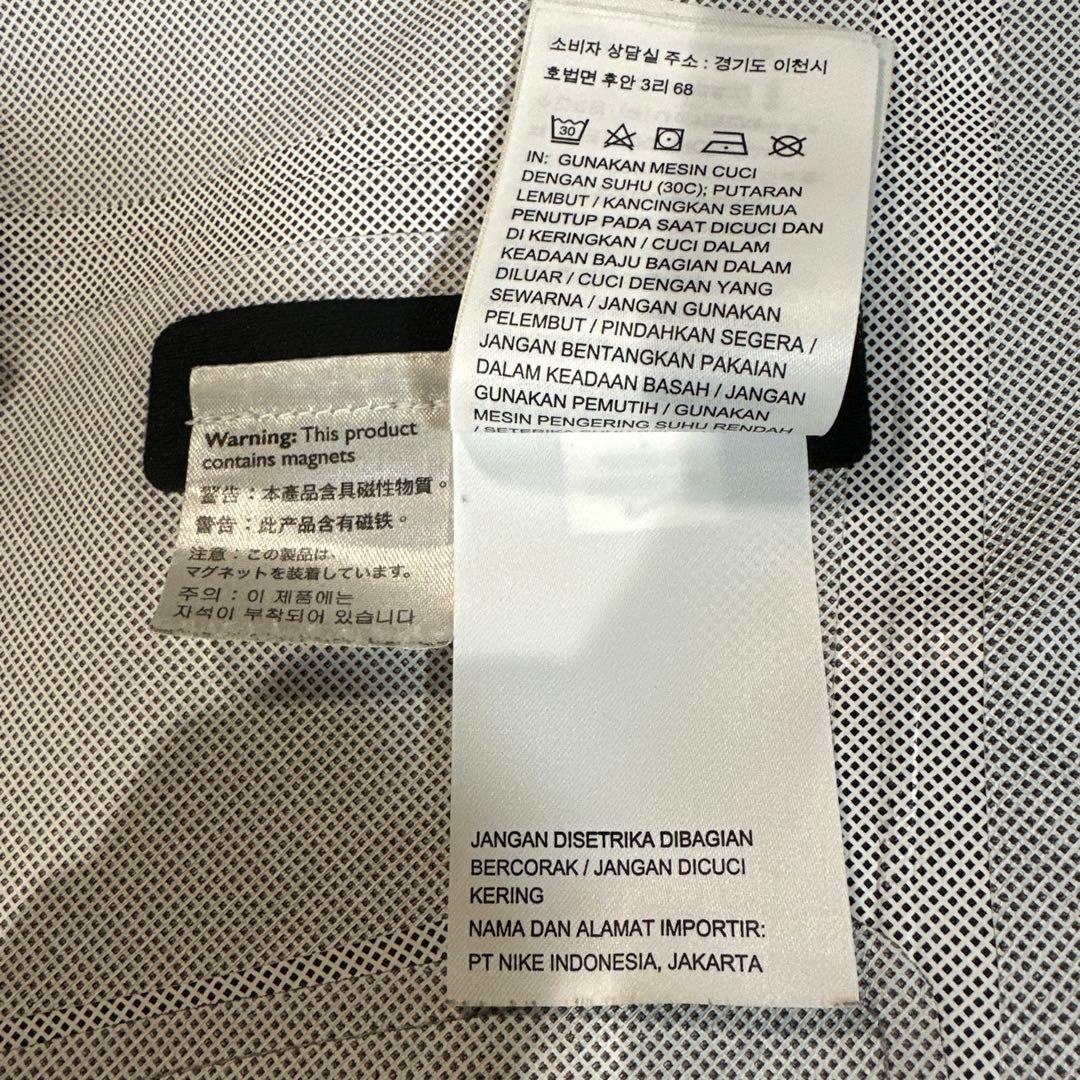 소비자 상담실 주소 : 경기도 이천시
호법면 후안 3리 68
30
IN: GUNAKAN MESIN CUCI
DENGAN SUHU (30C); PUTARAN
LEMBUT / KANCINGKAN SEMUA
PENUTUP PADA SAAT DICUCI DAN
DI KERINGKAN / CUCI DALAM
KEADAAN BAJU BAGIAN DALAM
DILUAR / CUCI DENGAN YANG
SEWARNA / JANGAN GUNAKAN
PELEMBUT / PINDAHKAN SEGERA /
JANGAN BENTANGKAN PAKAIAN
DALAM KEADAAN BASAH / JANGAN
GUNAKAN PEMUTIH / GUNAKAN
MESIN PENGERING SUHU RENDAH
/ SETERIKA SUHU
Warning: This product
contains magnets
警告：本產品含具磁性物質。
警告：此产品含有磁铁。
注意：この製品は、
マグネットを装着しています。
주의 : 이 제품에는
자석이 부착되어 있습니다
JANGAN DISETRIKA DIBAGIAN
BERCORAK / JANGAN DICUCI
KERING
NAMA DAN ALAMAT IMPORTIR:
PT NIKE INDONESIA, JAKARTA